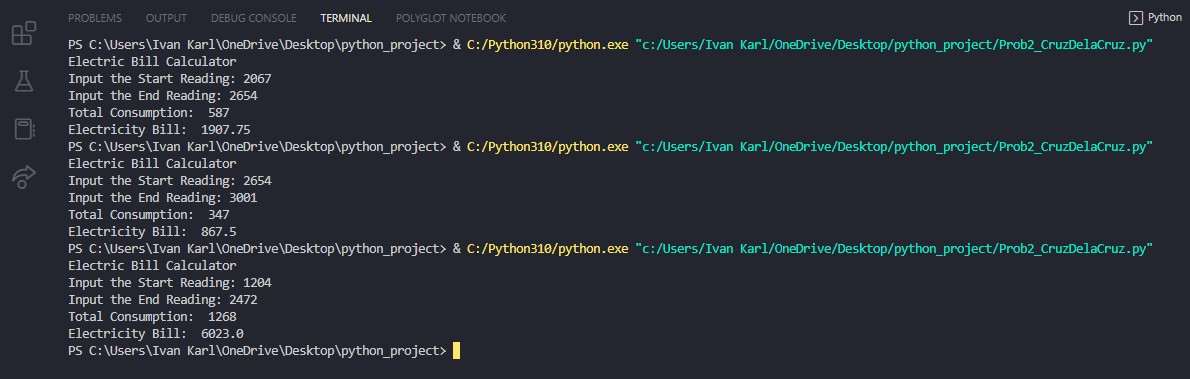 PROBLEMS OUTPUT DEBUG CONSOLE TERMINAL POLYGLOT NOTEBOOK Python
PS C:\Users\Ivan Karl\OneDrive\Desktop\python_project> & C:/Python310/python.exe "c:/Users/Ivan Karl/OneDrive/Desktop/python_project/Prob2_CruzDelaCruz.py"
Electric Bill Calculator
Input the Start Reading: 2067
Input the End Reading: 2654
Total Consumption:  587
Electricity Bill:  1907.75
PS C:\Users\Ivan Karl\OneDrive\Desktop\python_project> & C:/Python310/python.exe "c:/Users/Ivan Karl/OneDrive/Desktop/python_project/Prob2_CruzDelaCruz.py"
Electric Bill Calculator
Input the Start Reading: 2654
Input the End Reading: 3001
Total Consumption:  347
Electricity Bill:  867.5
PS C:\Users\Ivan Karl\OneDrive\Desktop\python_project> & C:/Python310/python.exe "c:/Users/Ivan Karl/OneDrive/Desktop/python_project/Prob2_CruzDelaCruz.py"
Electric Bill Calculator
Input the Start Reading: 1204
Input the End Reading: 2472
Total Consumption:  1268
Electricity Bill:  6023.0
PS C:\Users\Ivan Karl\OneDrive\Desktop\python_project>